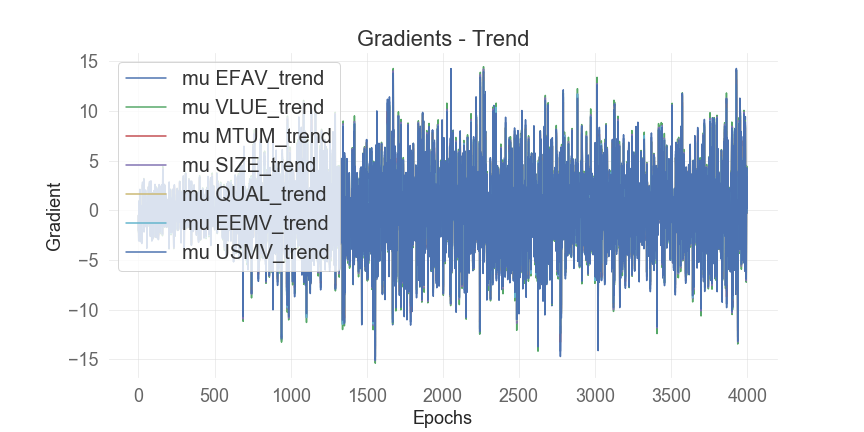 Gradients - Trend
mu EFAV_trend
mu VLUE_trend
mu MTUM_trend
mu SIZE_trend
mu QUAL_trend
mu EEMV_trend
mu USMV_trend
Gradient
15
10
5
0
−5
−10
−15
0 500 1000 1500 2000 2500 3000 3500 4000
Epochs